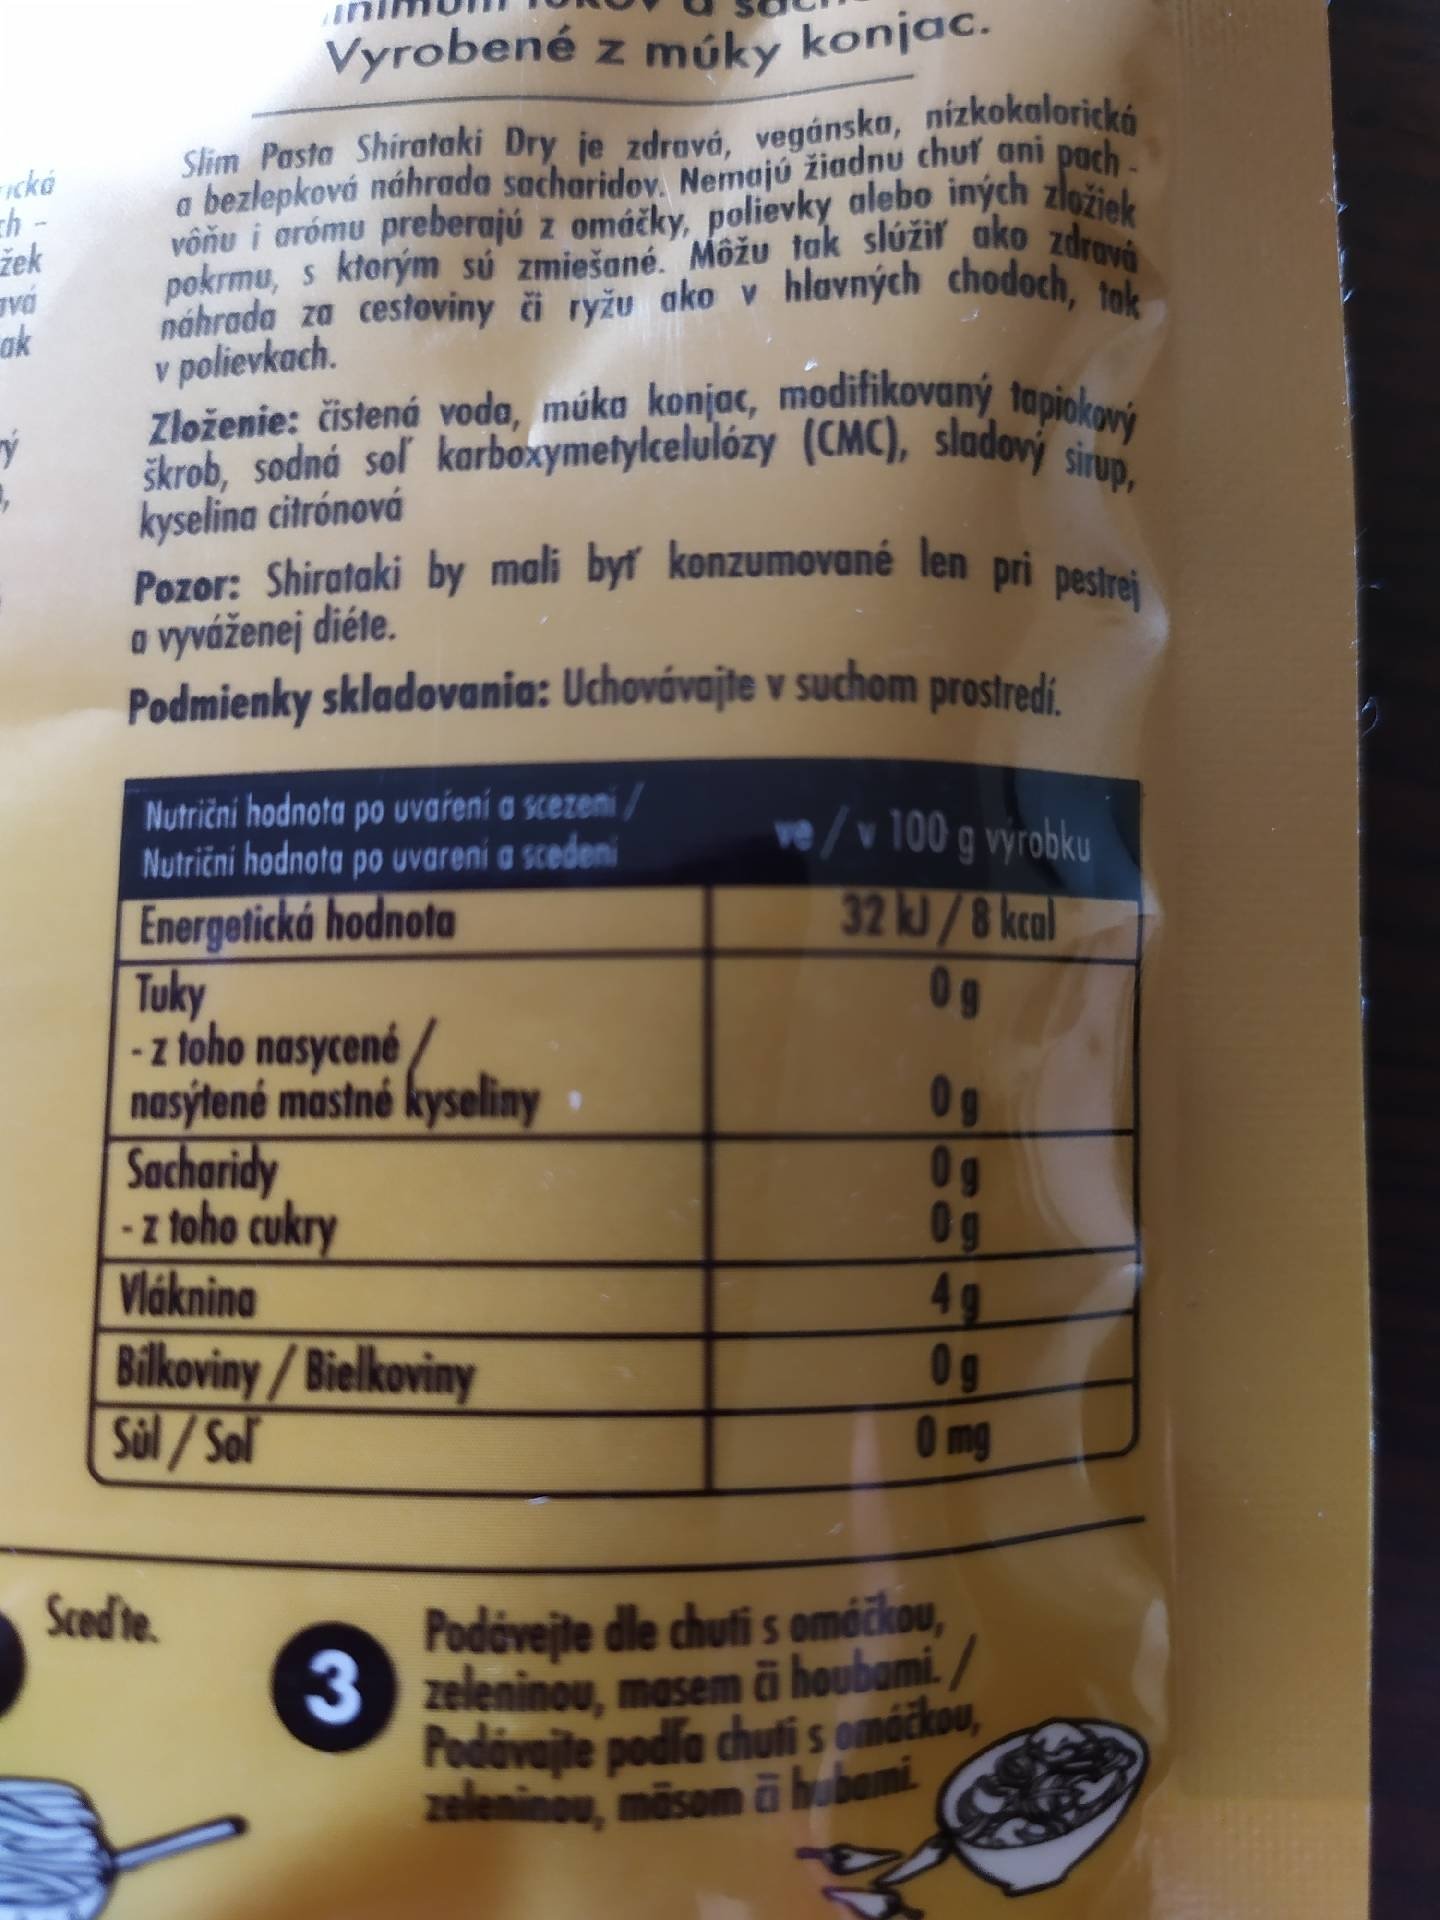 Vyrobené z múky konjac.
Slim Pasta Shirataki Dry je zdravá, vegánska, nízkokalorická
a bezlepková náhrada sacharidov. Nemajú žiadnu chuť ani pach -
vôňu i arómu preberajú z omáčky, polievky alebo iných zložiek
pokrmu, s ktorým sú zmiešané. Môžu tak slúžiť ako zdravá
náhrada za cestoviny či ryžu ako v hlavných chodoch, tak
v polievkach.
Zloženie: čistená voda, múka konjac, modifikovaný tapiokový
škrob, sodná soľ karboxymetylcelulózy (CMC), sladový sirup,
kyselina citrónová
Pozor: Shirataki by mali byť konzumované len pri pestrej
a vyváženej diéte.
Podmienky skladovania: Uchovávajte v suchom prostredí.
Nutriční hodnota po uvaření a scezení /
Nutriční hodnota po uvarení a scedení
ve / v 100 g výrobku
Energetická hodnota 32 kJ / 8 kcal
Tuky 0 g
- z toho nasycené /
nasýtené mastné kyseliny 0 g
Sacharidy 0 g
- z toho cukry 0 g
Vláknina 4 g
Bílkoviny / Bielkoviny 0 g
Sůl / Soľ 0 mg
Sceďte.
3
Podávejte dle chuti s omáčkou,
zeleninou, masem či houbami. /
Podávajte podľa chuti s omáčkou,
zeleninou, mäsom či hubami.